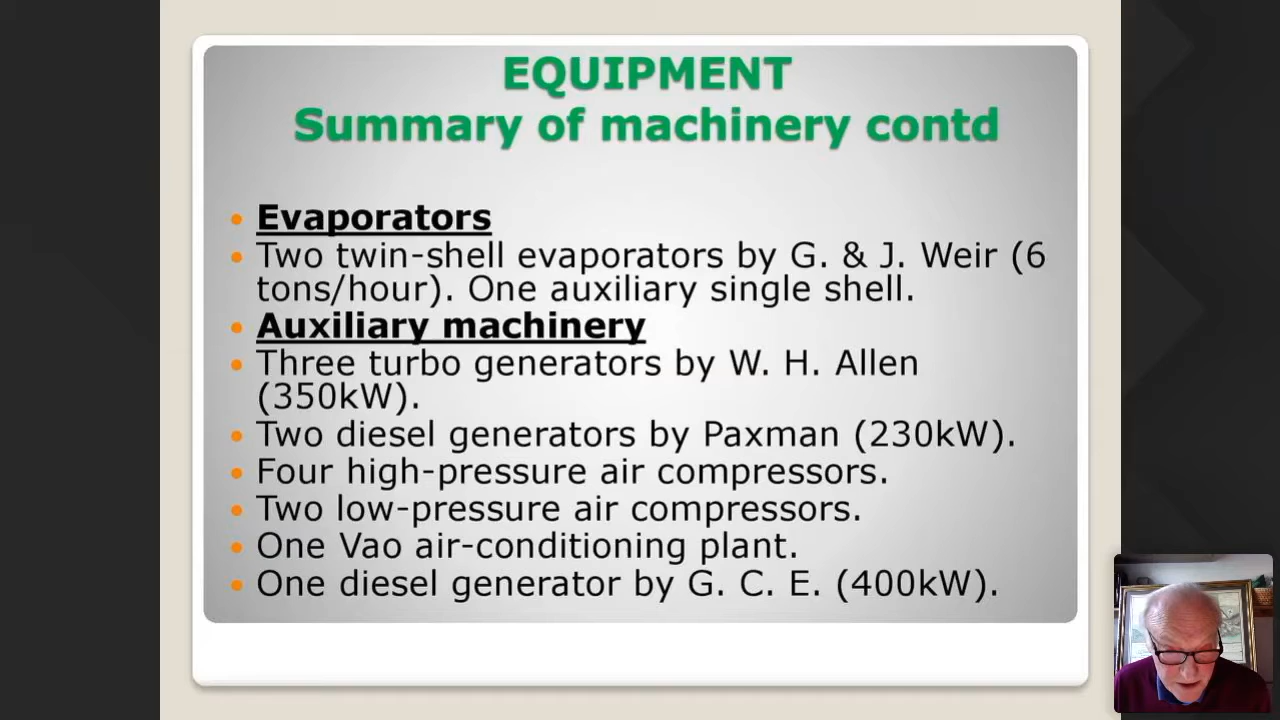 EQUIPMENT
Summary of machinery contd
Evaporators
Two twin-shell evaporators by G. & J. Weir (6
tons/hour). One auxiliary single shell.
Auxiliary machinery
Three turbo generators by W. H. Allen
(350kW).
Two diesel generators by Paxman (230kW).
Four high-pressure air compressors.
Two low-pressure air compressors.
One Vao air-conditioning plant.
One diesel generator by G. C. E. (400kW).